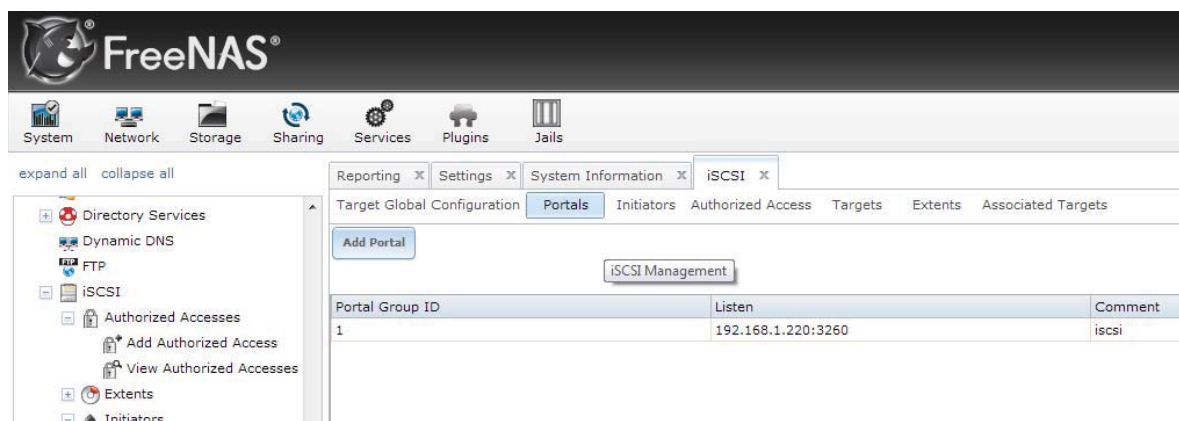 FreeNAS®
System Network Storage Sharing Services Plugins Jails
expand all collapse all
Directory Services
Dynamic DNS
FTP
FTP
iSCSI
Authorized Accesses
Add Authorized Access
View Authorized Accesses
Extents
Initiators
Reporting X Settings X System Information X iSCSI X
Target Global Configuration Portals Initiators Authorized Access Targets Extents Associated Targets
Add Portal
iSCSI Management
Portal Group ID Listen Comment
1 192.168.1.220:3260 iscsi